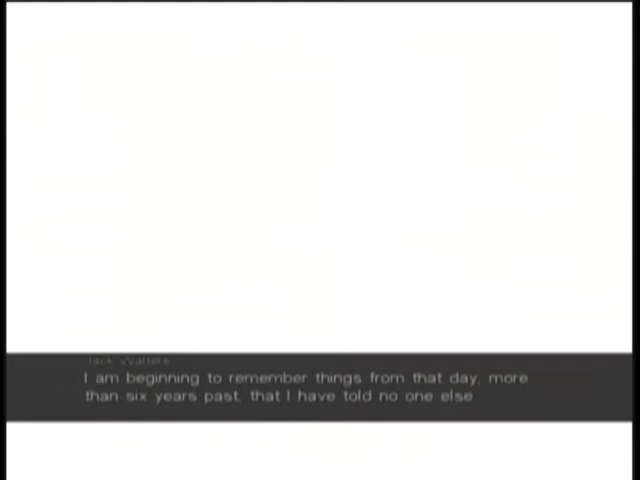 Jack Walters
I am beginning to remember things from that day, more
than six years past, that I have told no one else